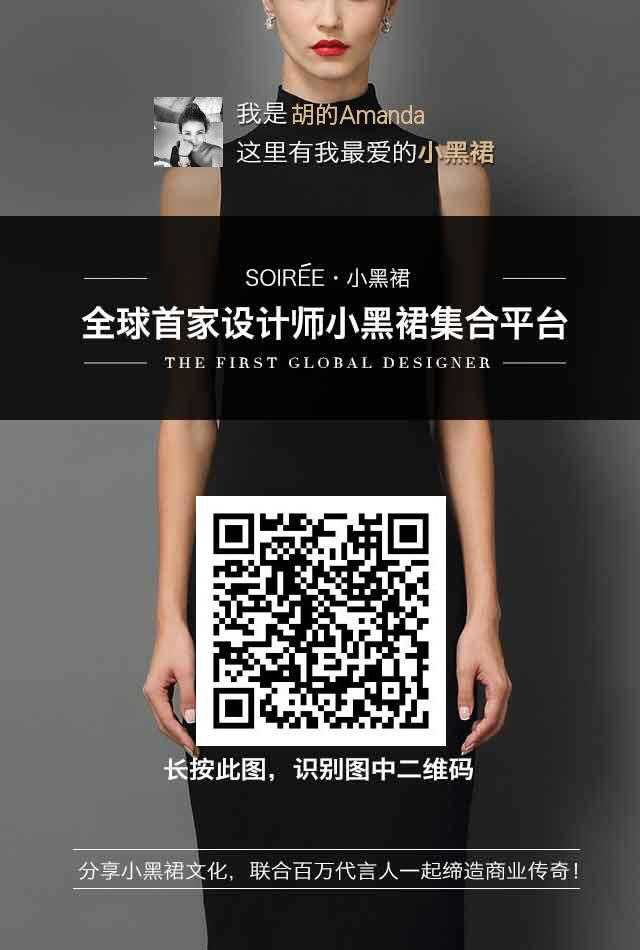 我是 胡的Amanda
这里有我最爱的小黑裙
SOIRÉE · 小黑裙
全球首家设计师小黑裙集合平台
THE FIRST GLOBAL DESIGNER
长按此图，识别图中二维码
分享小黑裙文化，联合百万代言人一起缔造商业传奇！